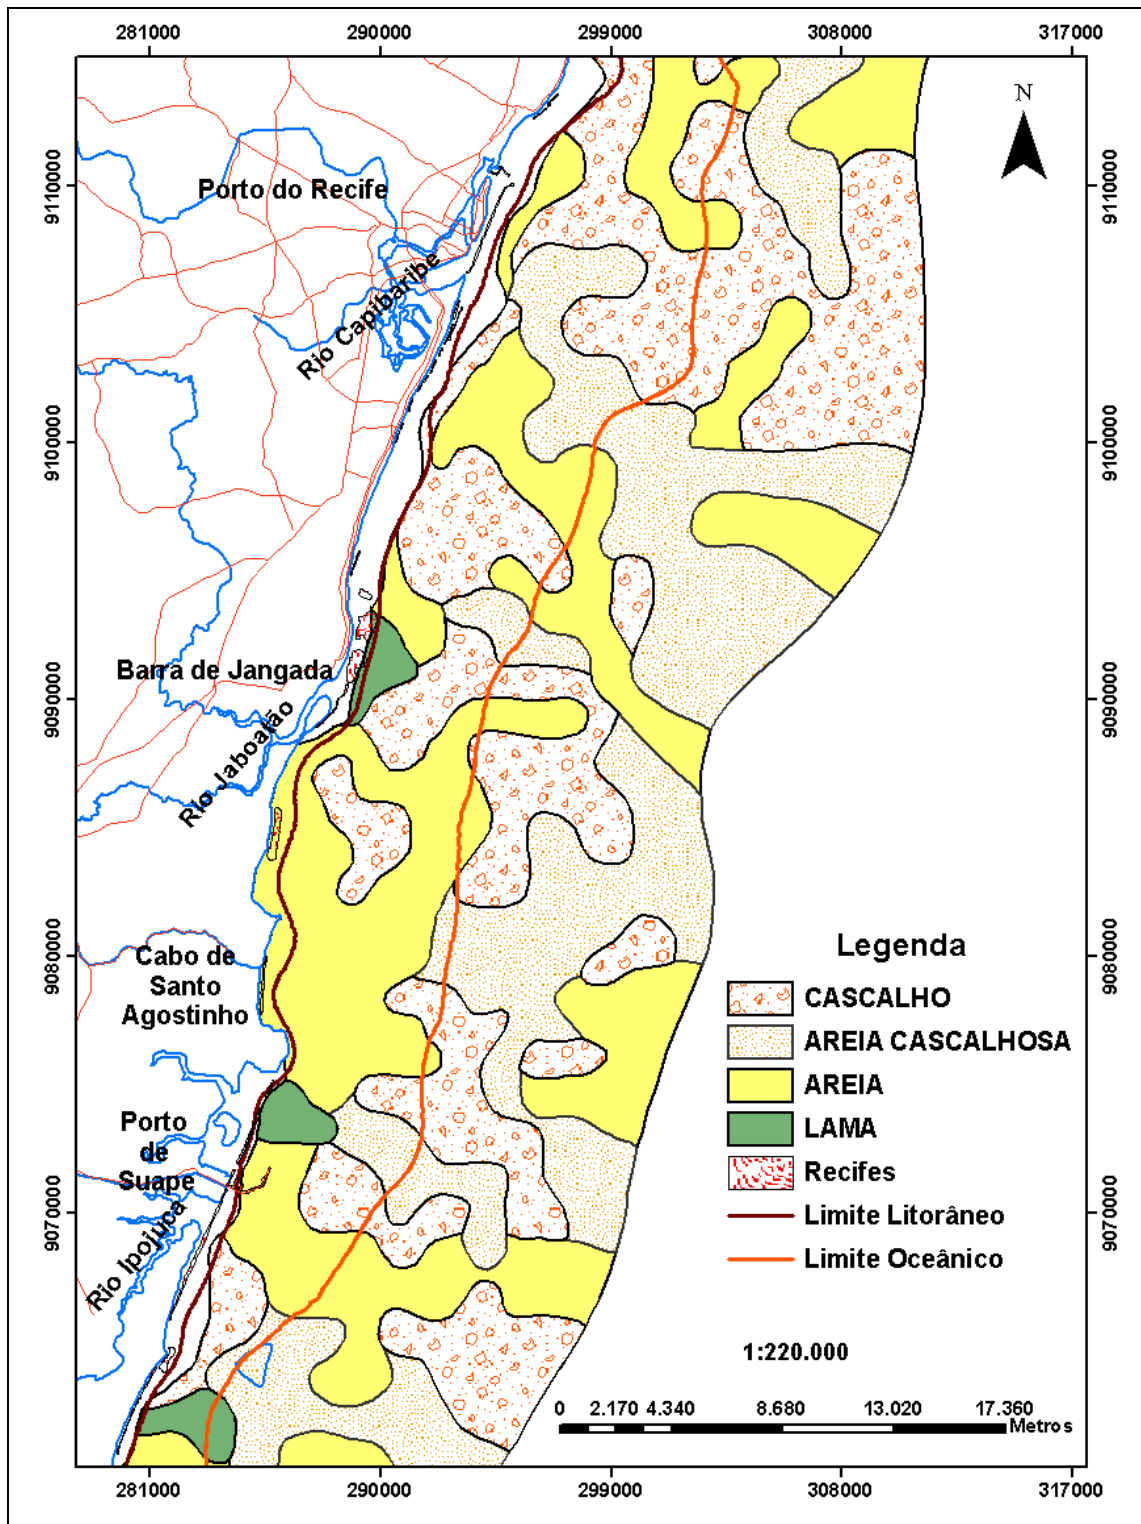 281000 290000 299000 308000 317000
N
9110000 9110000
Porto do Recife
Rio Capibaribe
9100000 9100000
Barra de Jangada
9090000 9090000
Rio Jaboatão
Cabo de
Santo
Agostinho
9080000 9080000
Legenda
CASCALHO
AREIA CASCALHOSA
AREIA
LAMA
Recifes
Limite Litorâneo
Limite Oceânico
Porto
de
Suape
9070000 9070000
Rio Ipojuca
1:220.000
0 2.170 4.340 8.680 13.020 17.360
Metros
281000 290000 299000 308000 317000